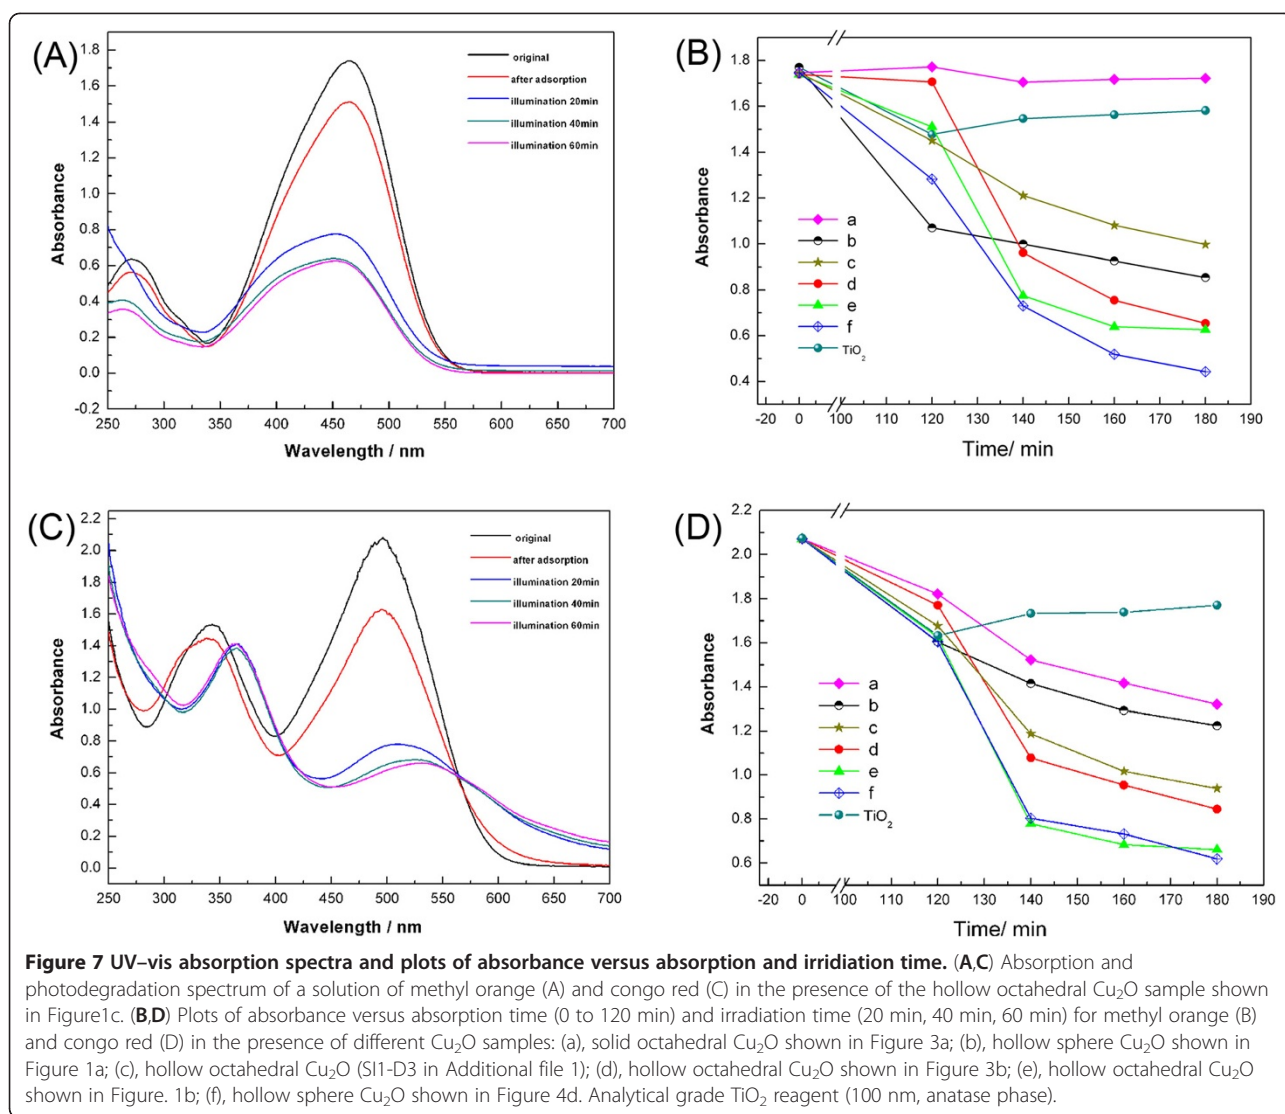 (A)
1.8
1.6
1.4
1.2
1.0
0.8
0.6
0.4
0.2
0.0
-0.2
Absorbance
original
after adsorption
illumination 20min
illumination 40min
illumination 60min
250 300 350 400 450 500 550 600 650 700
Wavelength / nm
(B)
1.8
1.6
1.4
1.2
1.0
0.8
0.6
0.4
Absorbance
a
b
c
d
e
f
TiO₂
-20 0 100 110 120 130 140 150 160 170 180 190
Time/ min
(C)
2.2
2.0
1.8
1.6
1.4
1.2
1.0
0.8
0.6
0.4
0.2
0.0
Absorbance
original
after adsorption
illumination 20min
illumination 40min
illumination 60min
250 300 350 400 450 500 550 600 650 700
Wavelength / nm
(D)
2.2
2.0
1.8
1.6
1.4
1.2
1.0
0.8
0.6
Absorbance
a
b
c
d
e
f
TiO₂
-20 0 100 110 120 130 140 150 160 170 180 190
Time/ min
Figure 7 UV–vis absorption spectra and plots of absorbance versus absorption and irridiation time. (A,C) Absorption and
photodegradation spectrum of a solution of methyl orange (A) and congo red (C) in the presence of the hollow octahedral Cu₂O sample shown
in Figure1c. (B,D) Plots of absorbance versus absorption time (0 to 120 min) and irradiation time (20 min, 40 min, 60 min) for methyl orange (B)
and congo red (D) in the presence of different Cu₂O samples: (a), solid octahedral Cu₂O shown in Figure 3a; (b), hollow sphere Cu₂O shown in
Figure 1a; (c), hollow octahedral Cu₂O (SI1-D3 in Additional file 1); (d), hollow octahedral Cu₂O shown in Figure 3b; (e), hollow octahedral Cu₂O
shown in Figure. 1b; (f), hollow sphere Cu₂O shown in Figure 4d. Analytical grade TiO₂ reagent (100 nm, anatase phase).